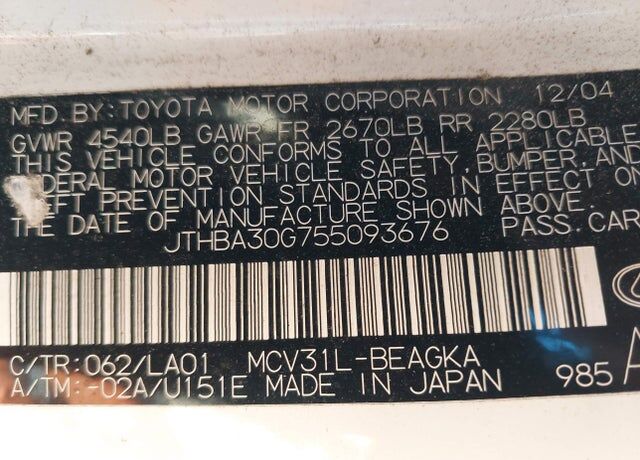 MFD.BY:TOYOTA MOTOR CORPORATION 12/04
GVWR 4540LB GAWR FR 2670LB RR 2280LB
THIS VEHICLE CONFORMS TO ALL APPLICABLE
DERAL MOTOR VEHICLE SAFETY,BUMPER,AND
EFT PREVENTION STANDARDS IN EFFECT ON
THE DATE OF MANUFACTURE SHOWN ABOVE.
JTHBA30G755093676 PASS.CAR
C/TR:062/LA01 MCV31L-BEAGKA
A/TM:-02A/U151E MADE IN JAPAN 985 A